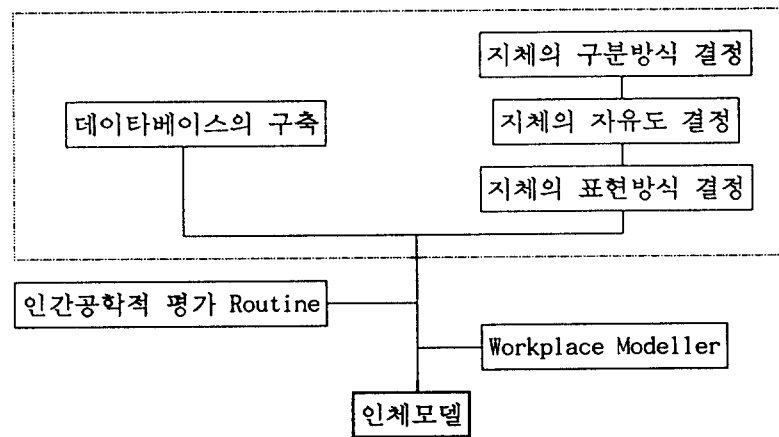 지체의 구분방식 결정
데이타베이스의 구축
지체의 자유도 결정
지체의 표현방식 결정
인간공학적 평가 Routine
Workplace Modeller
인체모델